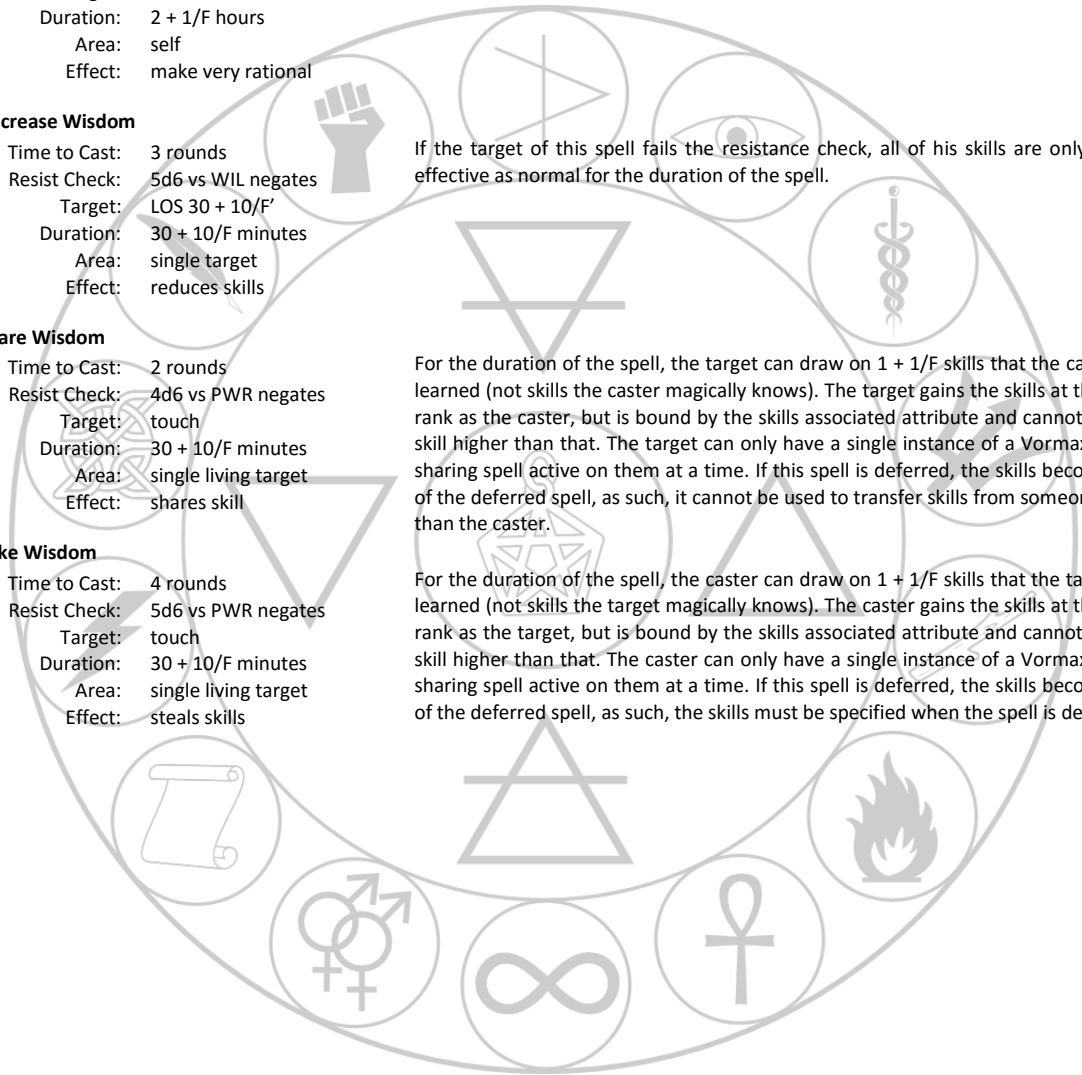 Duration: 2 + 1/F hours
Area: self
Effect: make very rational
crease Wisdom
Time to Cast: 3 rounds
Resist Check: 5d6 vs WIL negates
Target: LOS 30 + 10/F’
Duration: 30 + 10/F minutes
Area: single target
Effect: reduces skills
If the target of this spell fails the resistance check, all of his skills are only
effective as normal for the duration of the spell.
are Wisdom
Time to Cast: 2 rounds
Resist Check: 4d6 vs PWR negates
Target: touch
Duration: 30 + 10/F minutes
Area: single living target
Effect: shares skill
For the duration of the spell, the target can draw on 1 + 1/F skills that the ca
learned (not skills the caster magically knows). The target gains the skills at th
rank as the caster, but is bound by the skills associated attribute and cannot
skill higher than that. The target can only have a single instance of a Vormax
sharing spell active on them at a time. If this spell is deferred, the skills beco
of the deferred spell, as such, it cannot be used to transfer skills from someor
than the caster.
ke Wisdom
Time to Cast: 4 rounds
Resist Check: 5d6 vs PWR negates
Target: touch
Duration: 30 + 10/F minutes
Area: single living target
Effect: steals skills
For the duration of the spell, the caster can draw on 1 + 1/F skills that the ta
learned (not skills the target magically knows). The caster gains the skills at th
rank as the target, but is bound by the skills associated attribute and cannot
skill higher than that. The caster can only have a single instance of a Vormax
sharing spell active on them at a time. If this spell is deferred, the skills beco
of the deferred spell, as such, the skills must be specified when the spell is de